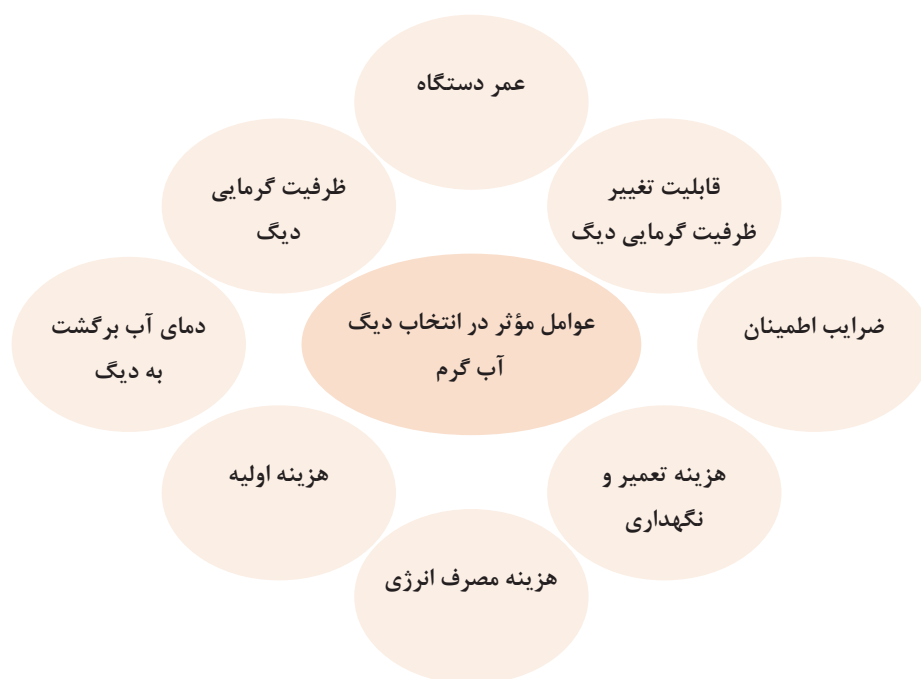 عمر دستگاه
قابلیت تغییر
ظرفیت گرمایی دیگ
ظرفیت گرمایی
دیگ
ضرایب اطمینان
عوامل مؤثر در انتخاب دیگ
آب گرم
دمای آب برگشت
به دیگ
هزینه تعمیر و
نگهداری
هزینه اولیه
هزینه مصرف انرژی